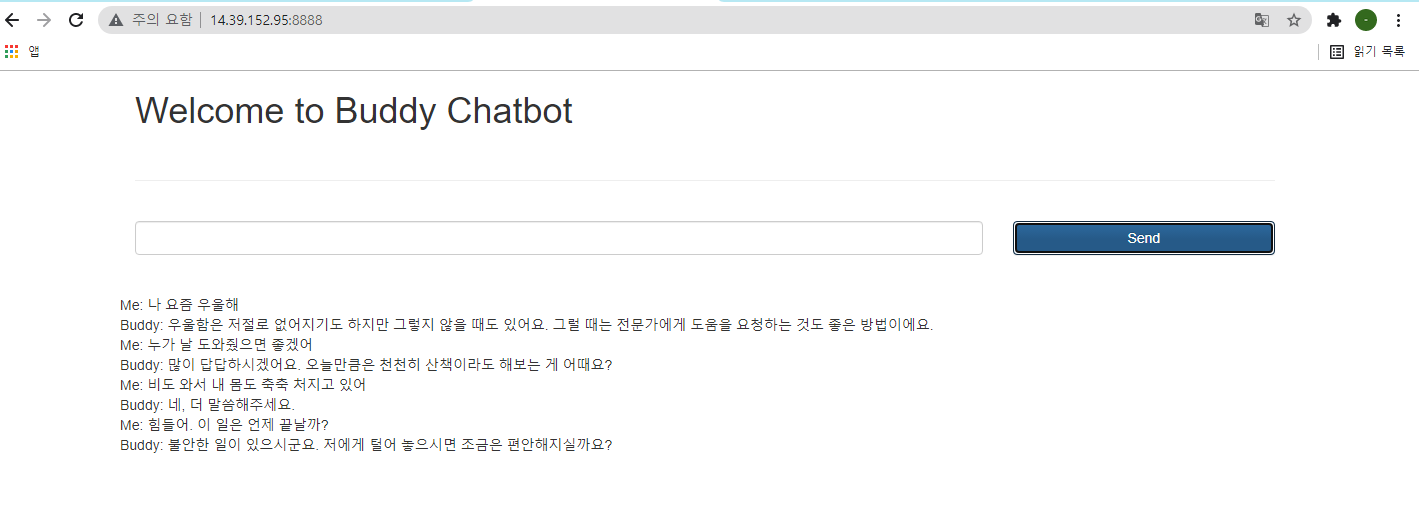 주의 요함 14.39.152.95:8888
앱
읽기 목록
Welcome to Buddy Chatbot
Send
Me: 나 요즘 우울해
Buddy: 우울함은 저절로 없어지기도 하지만 그렇지 않을 때도 있어요. 그럴 때는 전문가에게 도움을 요청하는 것도 좋은 방법이에요.
Me: 누가 날 도와줬으면 좋겠어
Buddy: 많이 답답하시겠어요. 오늘만큼은 천천히 산책이라도 해보는 게 어때요?
Me: 비도 와서 내 몸도 축축 처지고 있어
Buddy: 네, 더 말씀해주세요.
Me: 힘들어. 이 일은 언제 끝날까?
Buddy: 불안한 일이 있으시군요. 저에게 털어 놓으시면 조금은 편안해지실까요?